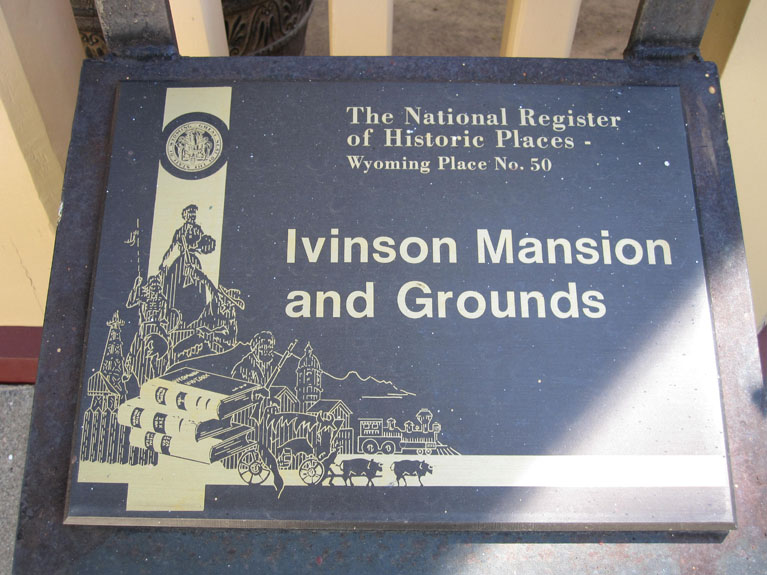 The National Register
of Historic Places -
Wyoming Place No. 50
Ivinson Mansion
and Grounds